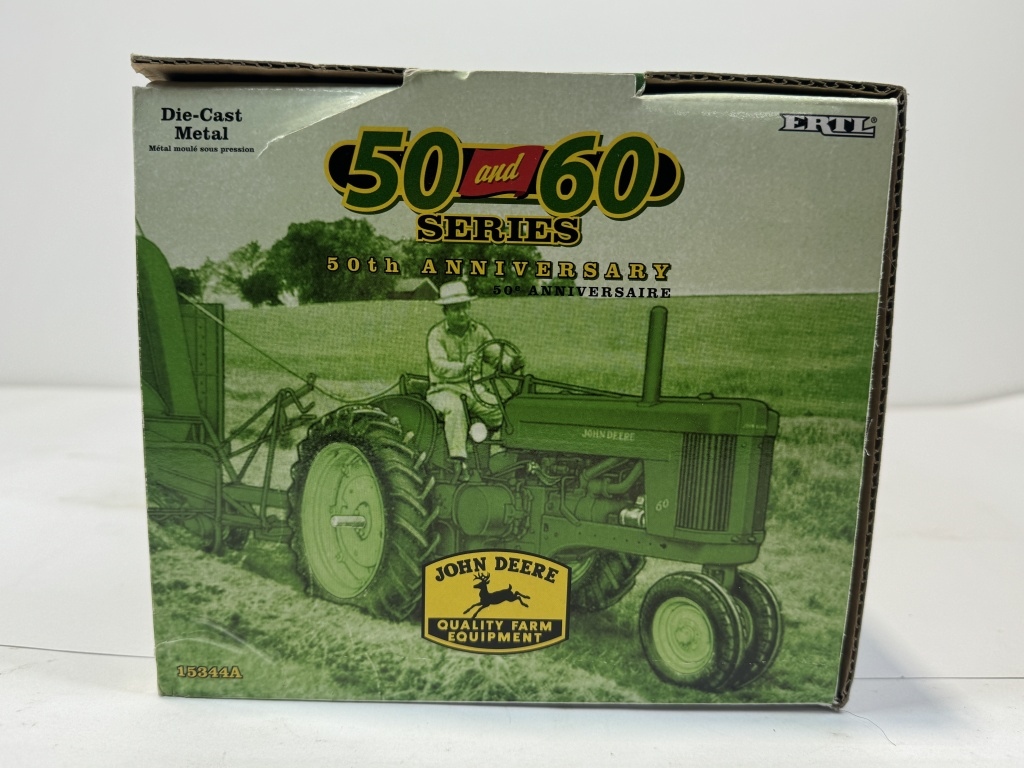 Die-Cast
Metal
Métal moulé sous pression
ERTL®
50 and 60
SERIES
50th ANNIVERSARY
50e ANNIVERSAIRE
JOHN DEERE
60
JOHN DEERE
QUALITY FARM
EQUIPMENT
15344A